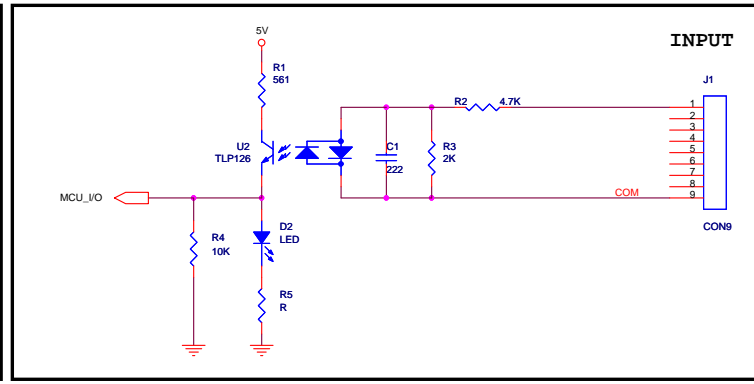 INPUT
5V
R1
561
J1
R2 4.7K
1
2
3
4
5
6
7
8
9
U2
TLP126
C1
222
R3
2K
MCU_I/O
COM
CON9
D2
LED
R4
10K
R5
R